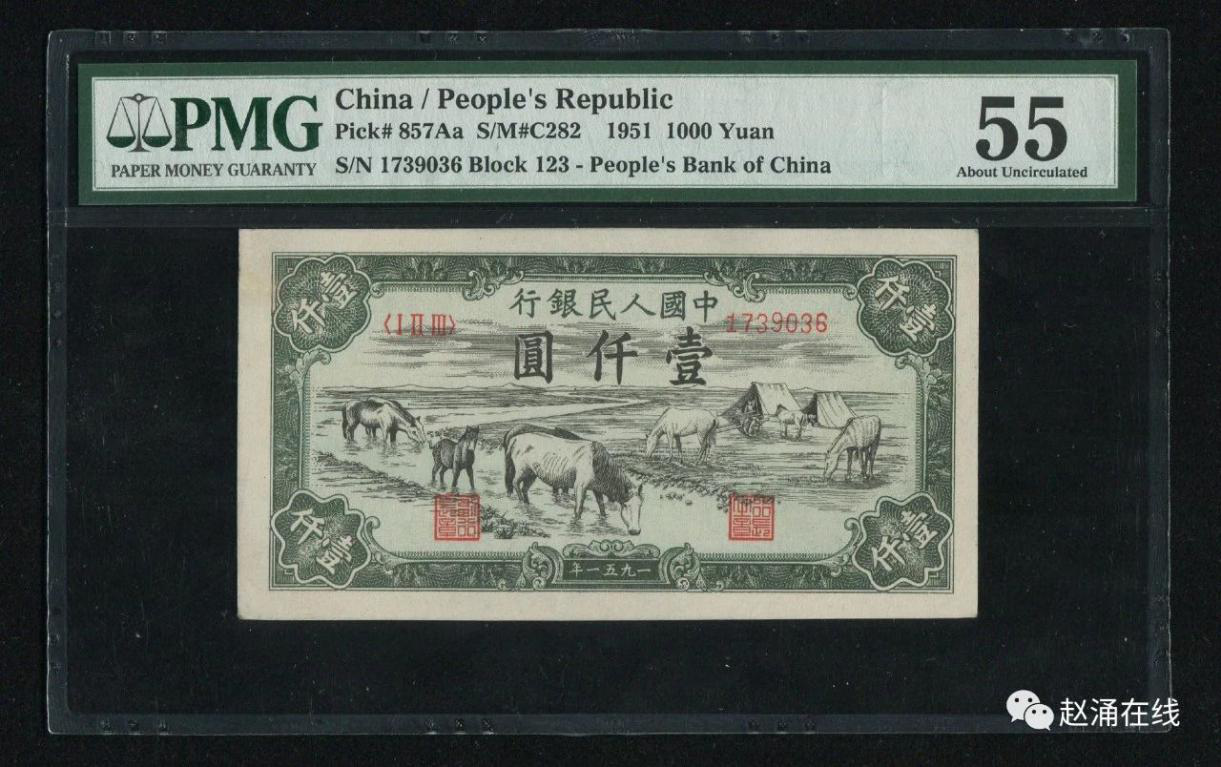 PMG
PAPER MONEY GUARANTY
China / People's Republic
Pick# 857Aa S/M#C282 1951 1000 Yuan
S/N 1739036 Block 123 - People's Bank of China
55
About Uncirculated
壹仟
仟壹
行銀民人國中
〈I II III〉
1739036
圓仟壹
仟壹
仟壹
年一五九一
赵涌在线